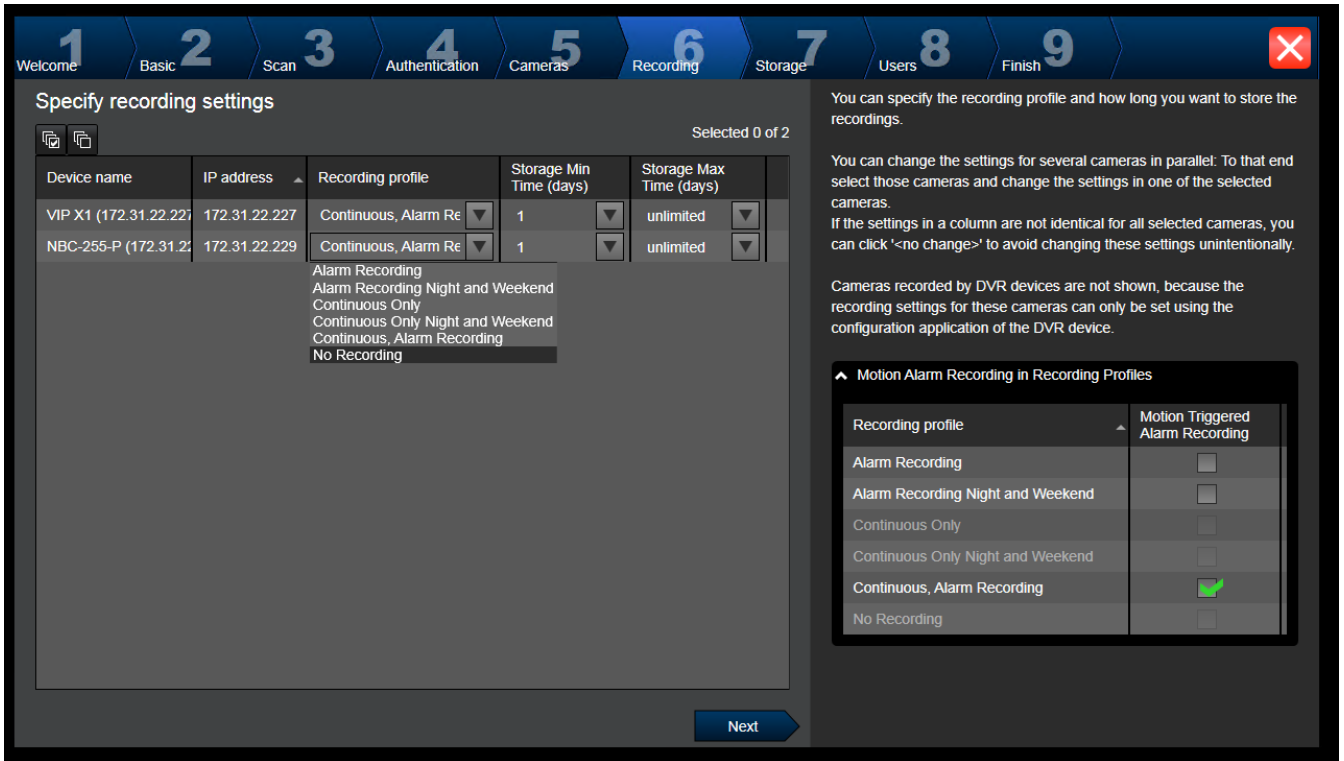 1 Welcome
2 Basic
3 Scan
4 Authentication
5 Cameras
6 Recording
7 Storage
8 Users
9 Finish
Specify recording settings
Selected 0 of 2
Device name IP address Recording profile Storage Min Time (days) Storage Max Time (days)
VIP X1 (172.31.22.227 172.31.22.227 Continuous, Alarm Re 1 unlimited
NBC-255-P (172.31.22 172.31.22.229 Continuous, Alarm Re 1 unlimited
Alarm Recording
Alarm Recording Night and Weekend
Continuous Only
Continuous Only Night and Weekend
Continuous, Alarm Recording
No Recording
Next
You can specify the recording profile and how long you want to store the
recordings.
You can change the settings for several cameras in parallel: To that end
select those cameras and change the settings in one of the selected
cameras.
If the settings in a column are not identical for all selected cameras, you
can click '<no change>' to avoid changing these settings unintentionally.
Cameras recorded by DVR devices are not shown, because the
recording settings for these cameras can only be set using the
configuration application of the DVR device.
Motion Alarm Recording in Recording Profiles
Recording profile Motion Triggered Alarm Recording
Alarm Recording
Alarm Recording Night and Weekend
Continuous Only
Continuous Only Night and Weekend
Continuous, Alarm Recording
No Recording